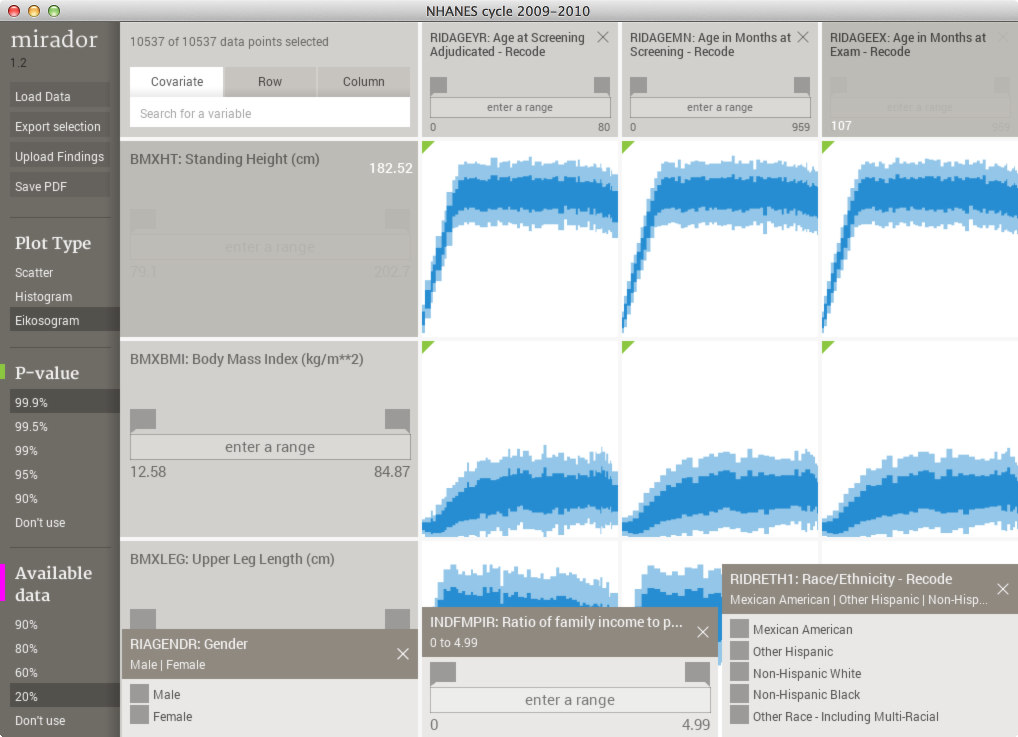 NHANES cycle 2009-2010
mirador
1.2
Load Data
Export selection
Upload Findings
Save PDF
Plot Type
Scatter
Histogram
Eikosogram
P-value
99.9%
99.5%
99%
95%
90%
Don't use
Available
data
90%
80%
60%
20%
Don't use
10537 of 10537 data points selected
Covariate Row Column
Search for a variable
RIDAGEYR: Age at Screening
Adjudicated - Recode
enter a range
0 80
RIDAGEMN: Age in Months at
Screening - Recode
enter a range
0 959
RIDAGEEX: Age in Months at
Exam - Recode
enter a range
107 959
BMXHT: Standing Height (cm)
182.52
enter a range
79.1 202.7
BMXBMI: Body Mass Index (kg/m**2)
enter a range
12.58 84.87
BMXLEG: Upper Leg Length (cm)
RIAGENDR: Gender
Male | Female
Male
Female
INDFMPIR: Ratio of family income to p...
0 to 4.99
enter a range
0 4.99
RIDRETH1: Race/Ethnicity - Recode
Mexican American | Other Hispanic | Non-Hisp...
Mexican American
Other Hispanic
Non-Hispanic White
Non-Hispanic Black
Other Race - Including Multi-Racial